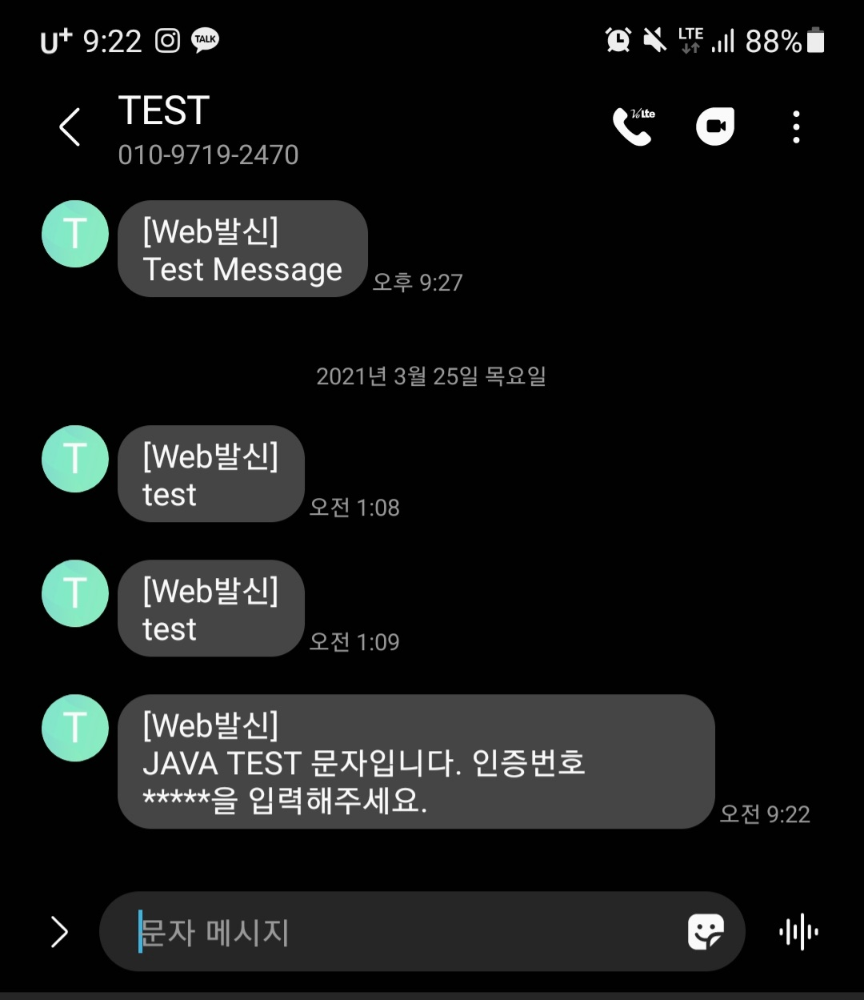 U+ 9:22 TALK LTE 88%
TEST
VoLte
010-9719-2470
T
[Web발신]
Test Message
오후 9:27
2021년 3월 25일 목요일
T
[Web발신]
test
오전 1:08
T
[Web발신]
test
오전 1:09
T
[Web발신]
JAVA TEST 문자입니다. 인증번호
*****을 입력해주세요.
오전 9:22
문자 메시지